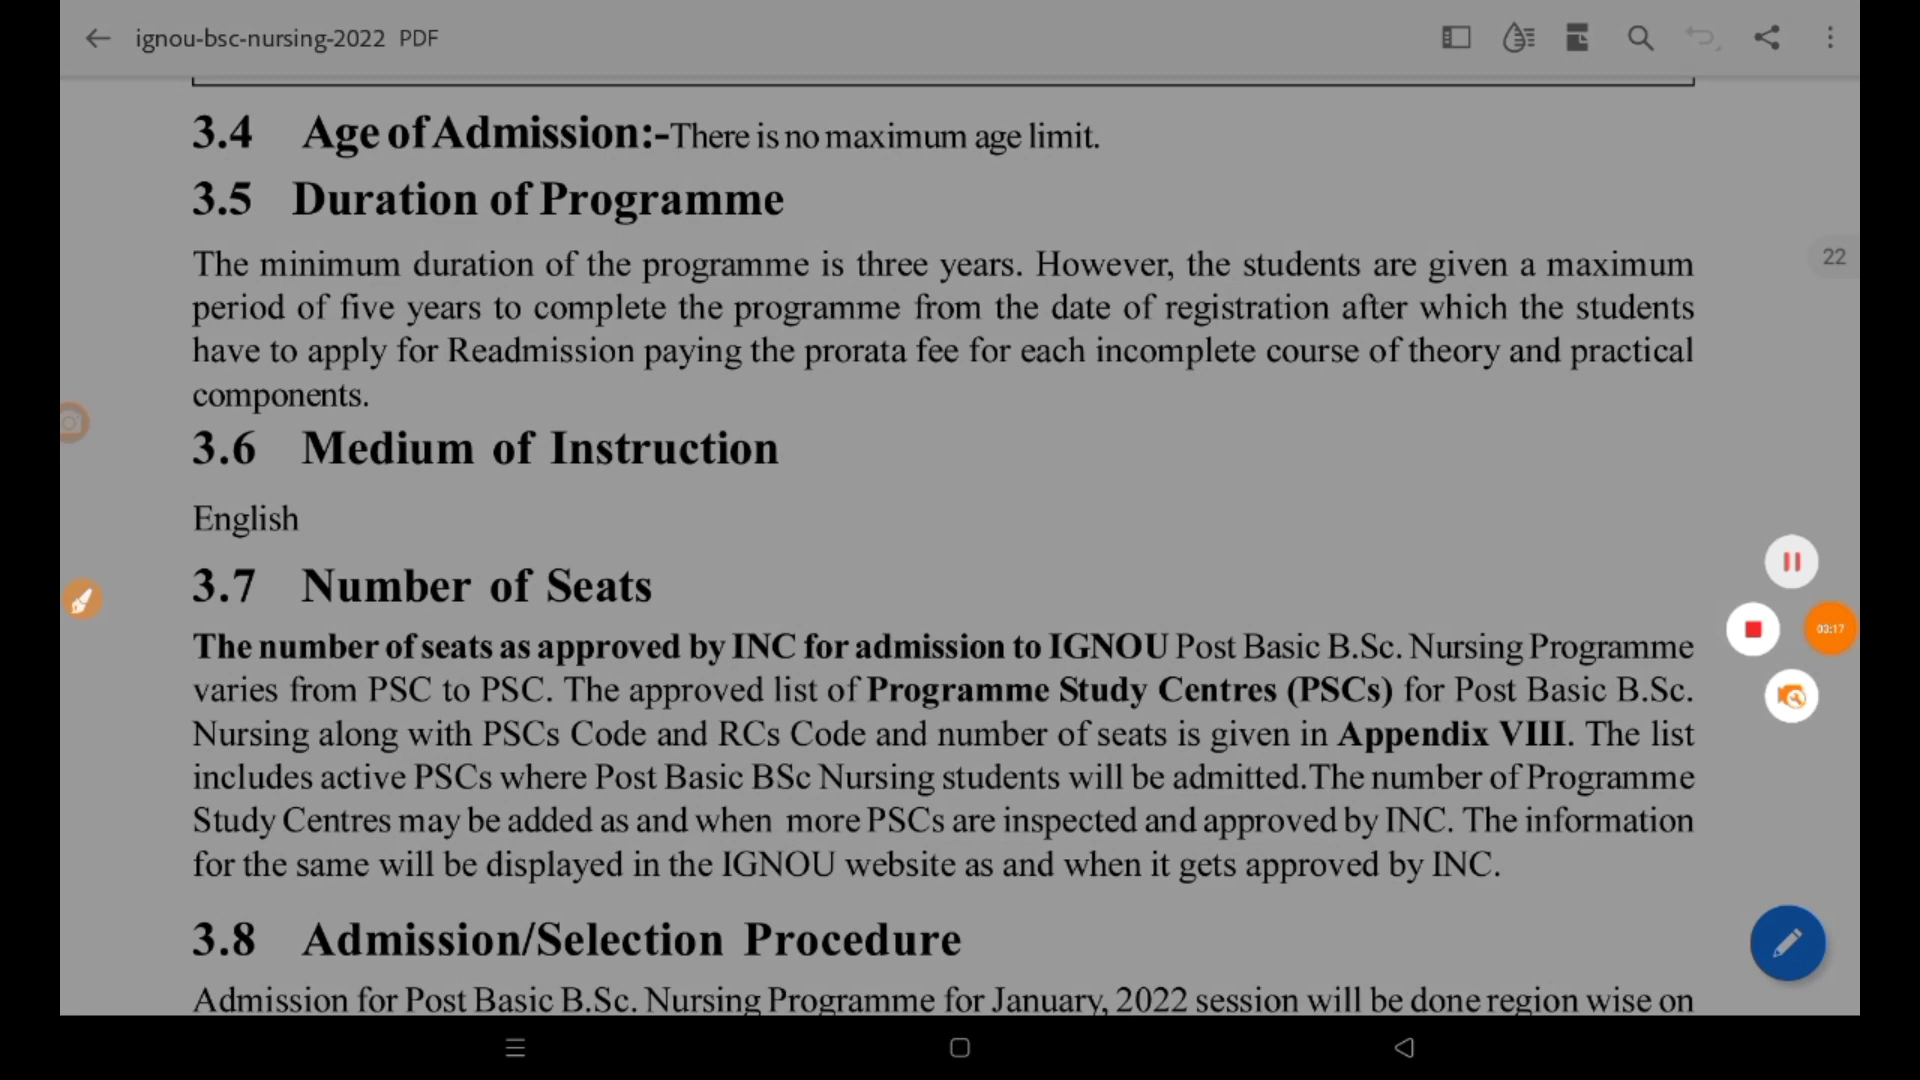 ignou-bsc-nursing-2022 PDF
3.4 Age of Admission:-There is no maximum age limit.
3.5 Duration of Programme
22
The minimum duration of the programme is three years. However, the students are given a maximum
period of five years to complete the programme from the date of registration after which the students
have to apply for Readmission paying the prorata fee for each incomplete course of theory and practical
components.
3.6 Medium of Instruction
English
3.7 Number of Seats
The number of seats as approved by INC for admission to IGNOU Post Basic B.Sc. Nursing Programme
03:17
varies from PSC to PSC. The approved list of Programme Study Centres (PSCs) for Post Basic B.Sc.
Nursing along with PSCs Code and RCs Code and number of seats is given in Appendix VIII. The list
includes active PSCs where Post Basic BSc Nursing students will be admitted.The number of Programme
Study Centres may be added as and when more PSCs are inspected and approved by INC. The information
for the same will be displayed in the IGNOU website as and when it gets approved by INC.
3.8 Admission/Selection Procedure
Admission for Post Basic B.Sc. Nursing Programme for January, 2022 session will be done region wise on